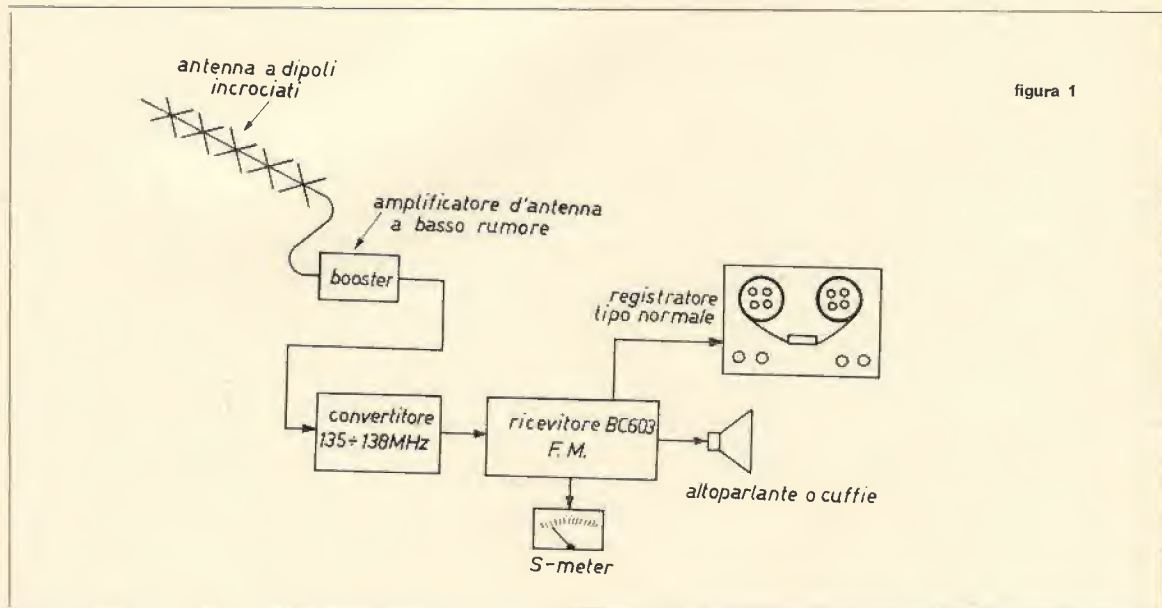 figura 1
antenna a dipoli
incrociati
amplificatore d'antenna
a basso rumore
booster
registratore
tipo normale
convertitore
135÷138MHz
ricevitore BC603
F.M.
altoparlante o cuffie
S-meter